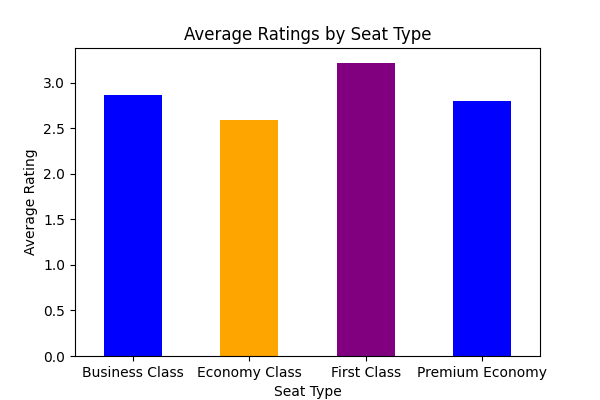 Average Ratings by Seat Type
3.0
2.5
2.0
1.5
1.0
0.5
0.0
Average Rating
Business Class Economy Class First Class Premium Economy
Seat Type